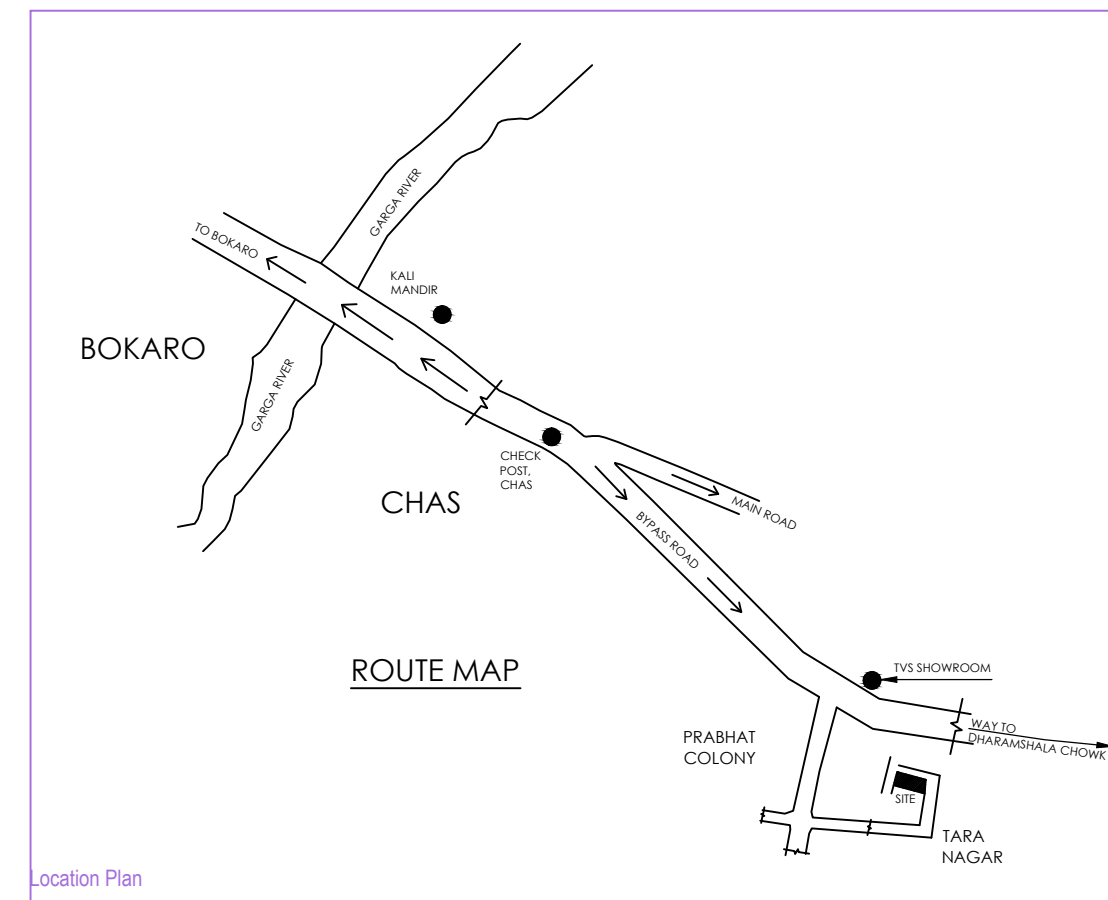 GARGA RIVER
TO BOKARO
KALI
MANDIR
BOKARO
GARGA RIVER
CHECK
POST,
CHAS
CHAS
MAIN ROAD
BYPASS ROAD
ROUTE MAP
TVS SHOWROOM
WAY TO
DHARAMSHALA CHOWK
PRABHAT
COLONY
SITE
TARA
NAGAR
Location Plan